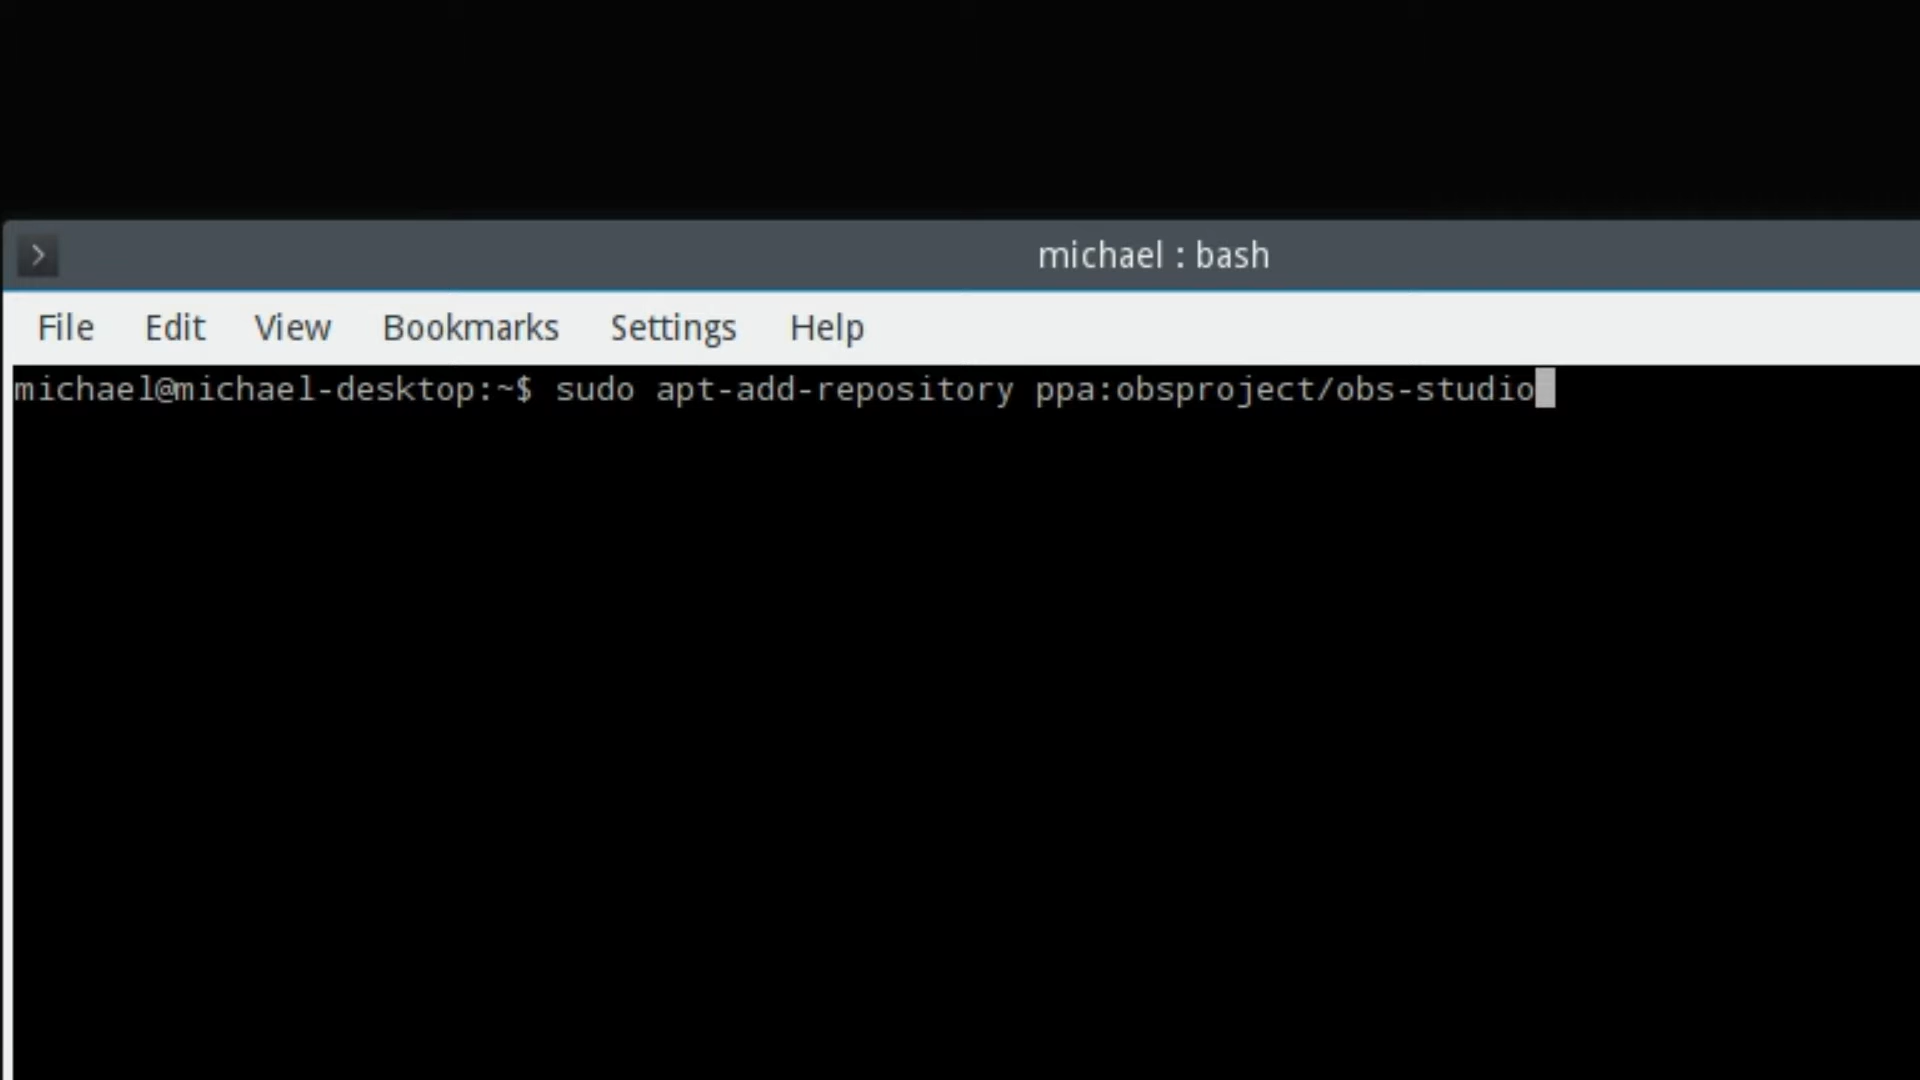 michael : bash
File Edit View Bookmarks Settings Help
michael@michael-desktop:~$ sudo apt-add-repository ppa:obsproject/obs-studio